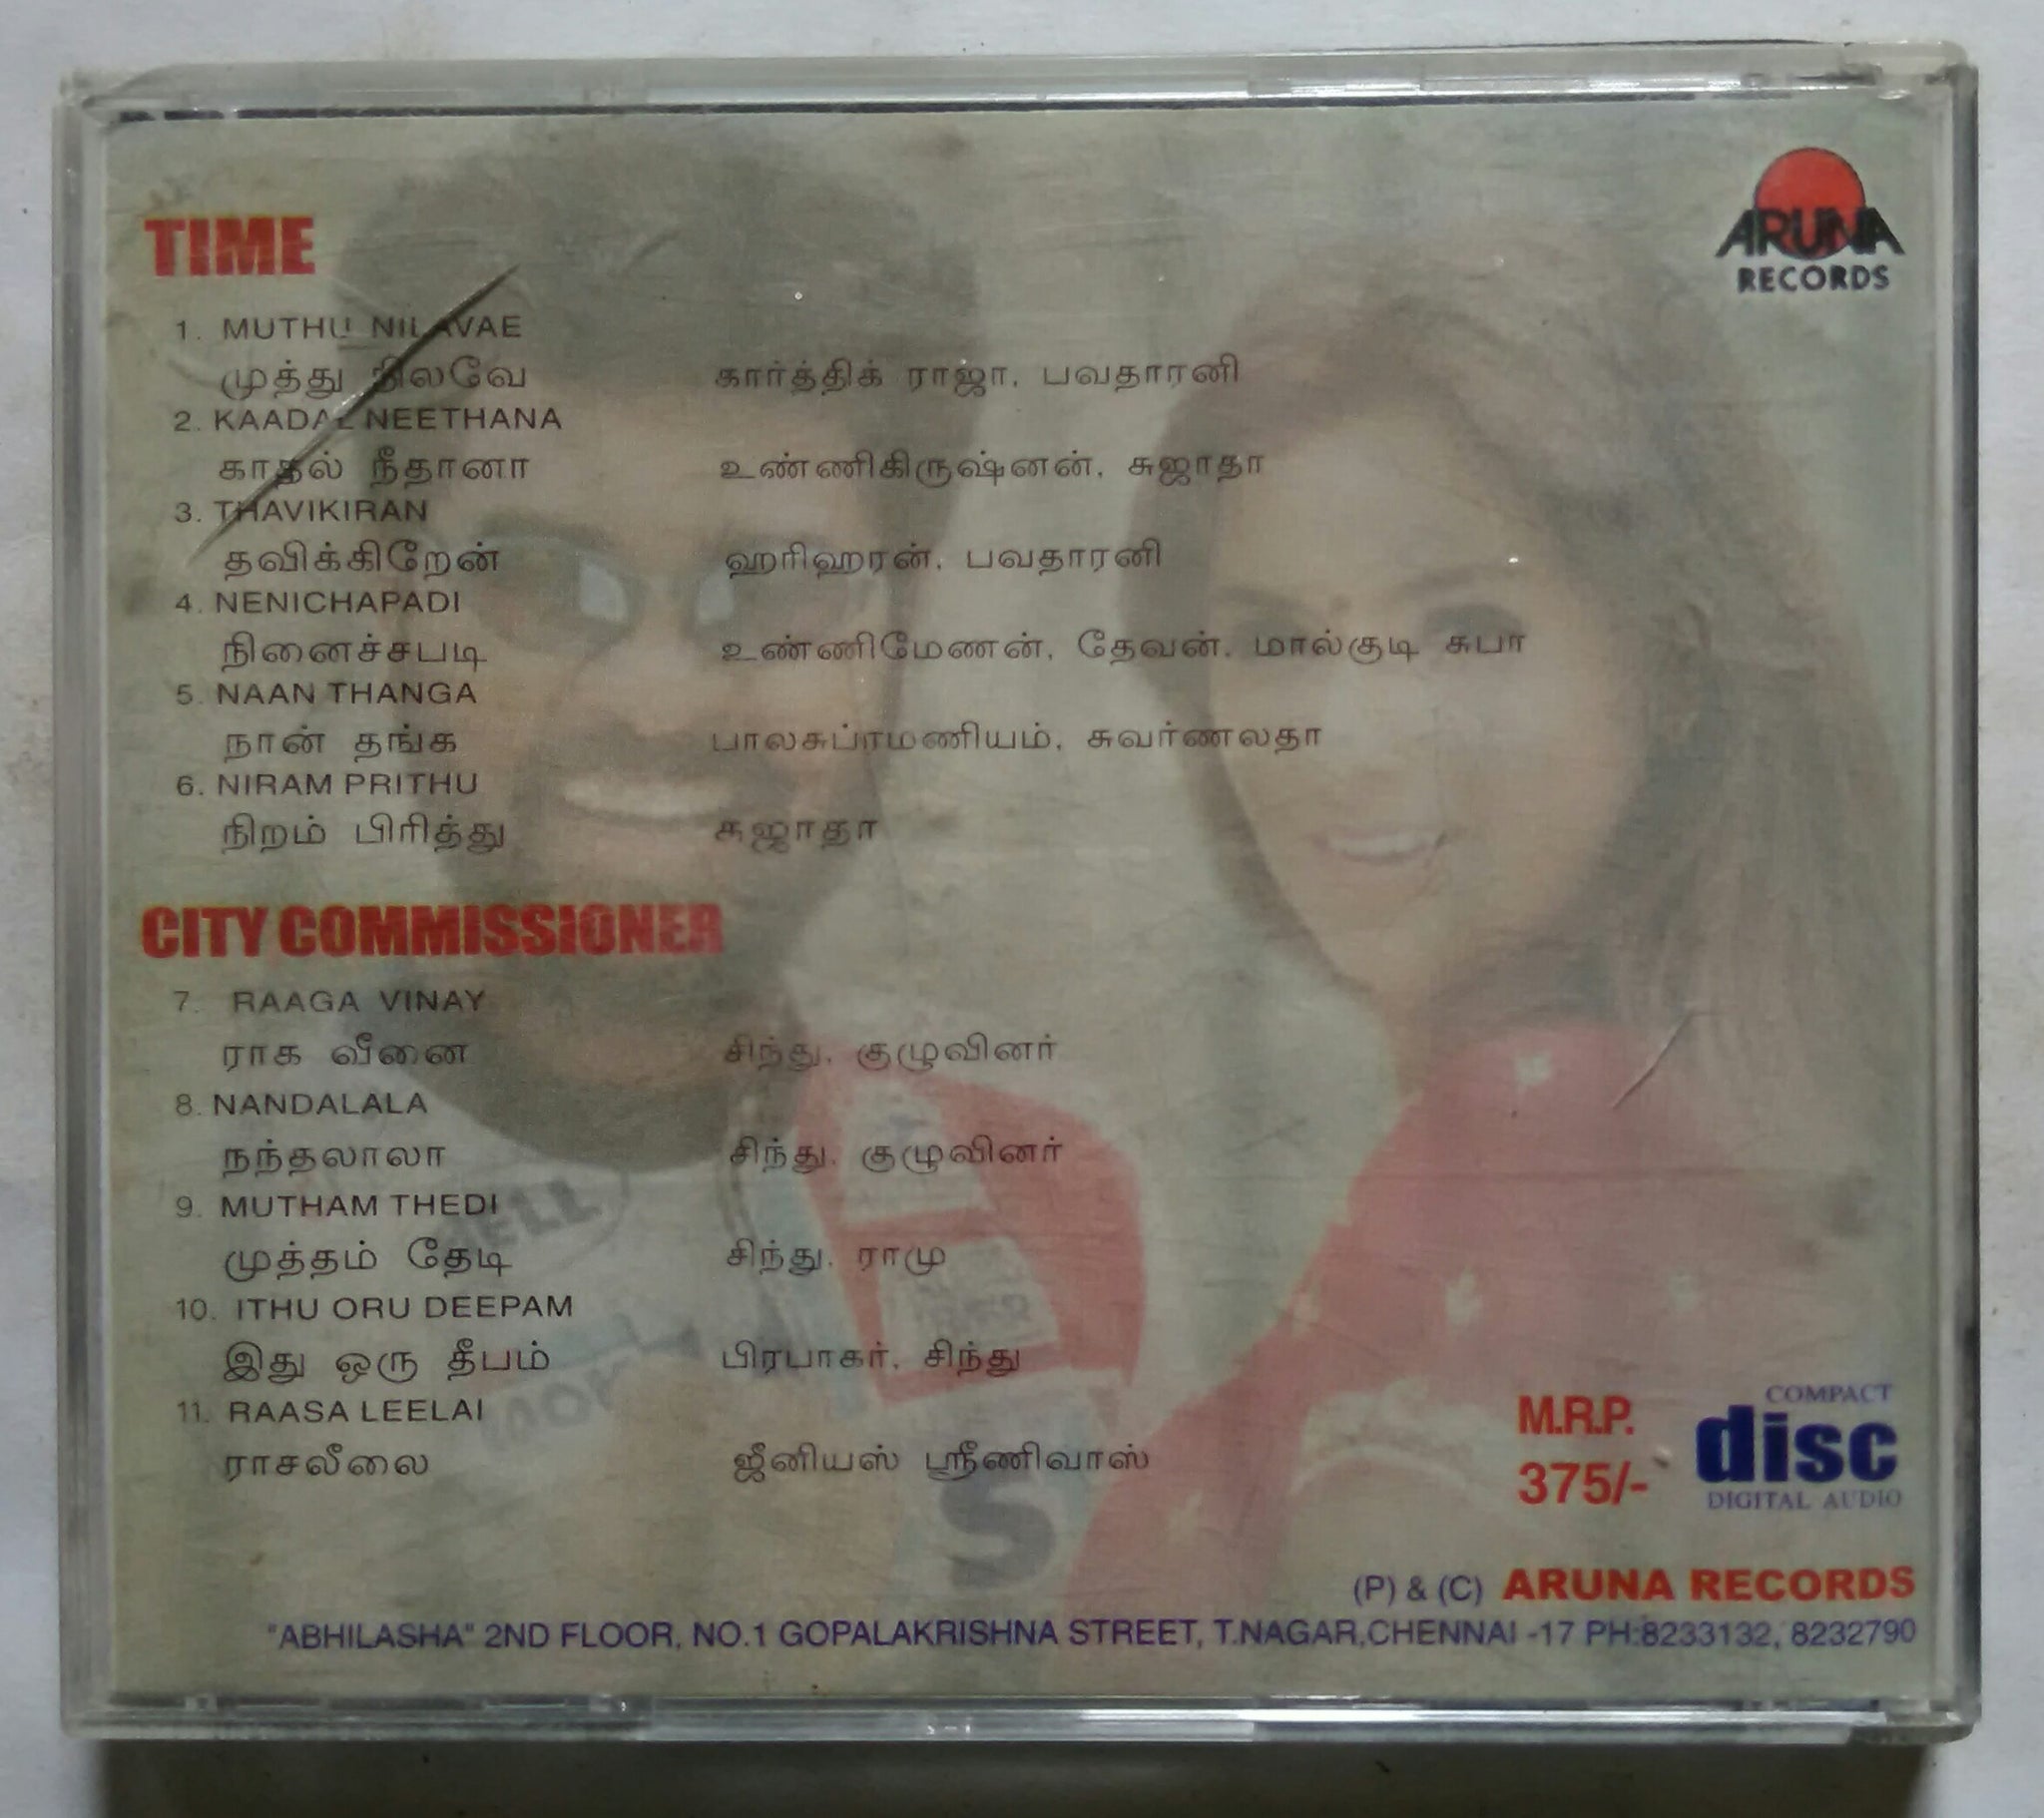 TIME
ARUNA
RECORDS
1. MUTHU NILAVAE
முத்து நிலவே கார்த்திக் ராஜா, பவதாரனி
2. KAADAL NEETHANA
காதல் நீதானா உண்ணிகிருஷ்னன், சுஜாதா
3. THAVIKIRAN
தவிக்கிறேன் ஹரிஹரன், பவதாரனி
4. NENICHAPADI
நினைச்சபடி உண்ணிமேணன், தேவன், மால்குடி சுபா
5. NAAN THANGA
நான் தங்க பாலசுப்ரமணியம், சுவர்ணலதா
6. NIRAM PRITHU
நிறம் பிரித்து சுஜாதா
CITY COMMISSIONER
7. RAAGA VINAY
ராக வீனை சிந்து, குழுவினர்
8. NANDALALA
நந்தலாலா சிந்து, குழுவினர்
9. MUTHAM THEDI
முத்தம் தேடி சிந்து, ராமு
10. ITHU ORU DEEPAM
இது ஒரு தீபம் பிரபாகர், சிந்து
11. RAASA LEELAI
ராசலீலை ஜீனியஸ் ஸ்ரீணிவாஸ்
M.R.P.
375/-
COMPACT
disc
DIGITAL AUDIO
(P) & (C) ARUNA RECORDS
"ABHILASHA" 2ND FLOOR, NO.1 GOPALAKRISHNA STREET, T.NAGAR,CHENNAI -17 PH:8233132, 8232790